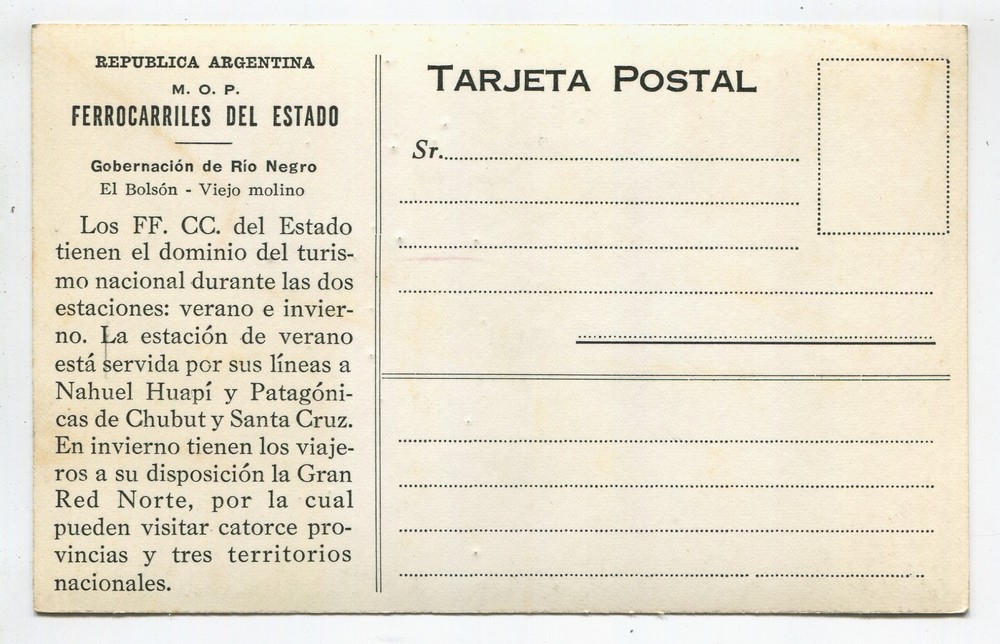 REPUBLICA ARGENTINA
M. O. P.
FERROCARRILES DEL ESTADO
Gobernación de Río Negro
El Bolsón - Viejo molino
Los FF. CC. del Estado
tienen el dominio del turis-
mo nacional durante las dos
estaciones: verano e invier-
no. La estación de verano
está servida por sus líneas a
Nahuel Huapí y Patagóni-
cas de Chubut y Santa Cruz.
En invierno tienen los viaje-
ros a su disposición la Gran
Red Norte, por la cual
pueden visitar catorce pro-
vincias y tres territorios
nacionales.
TARJETA POSTAL
Sr.